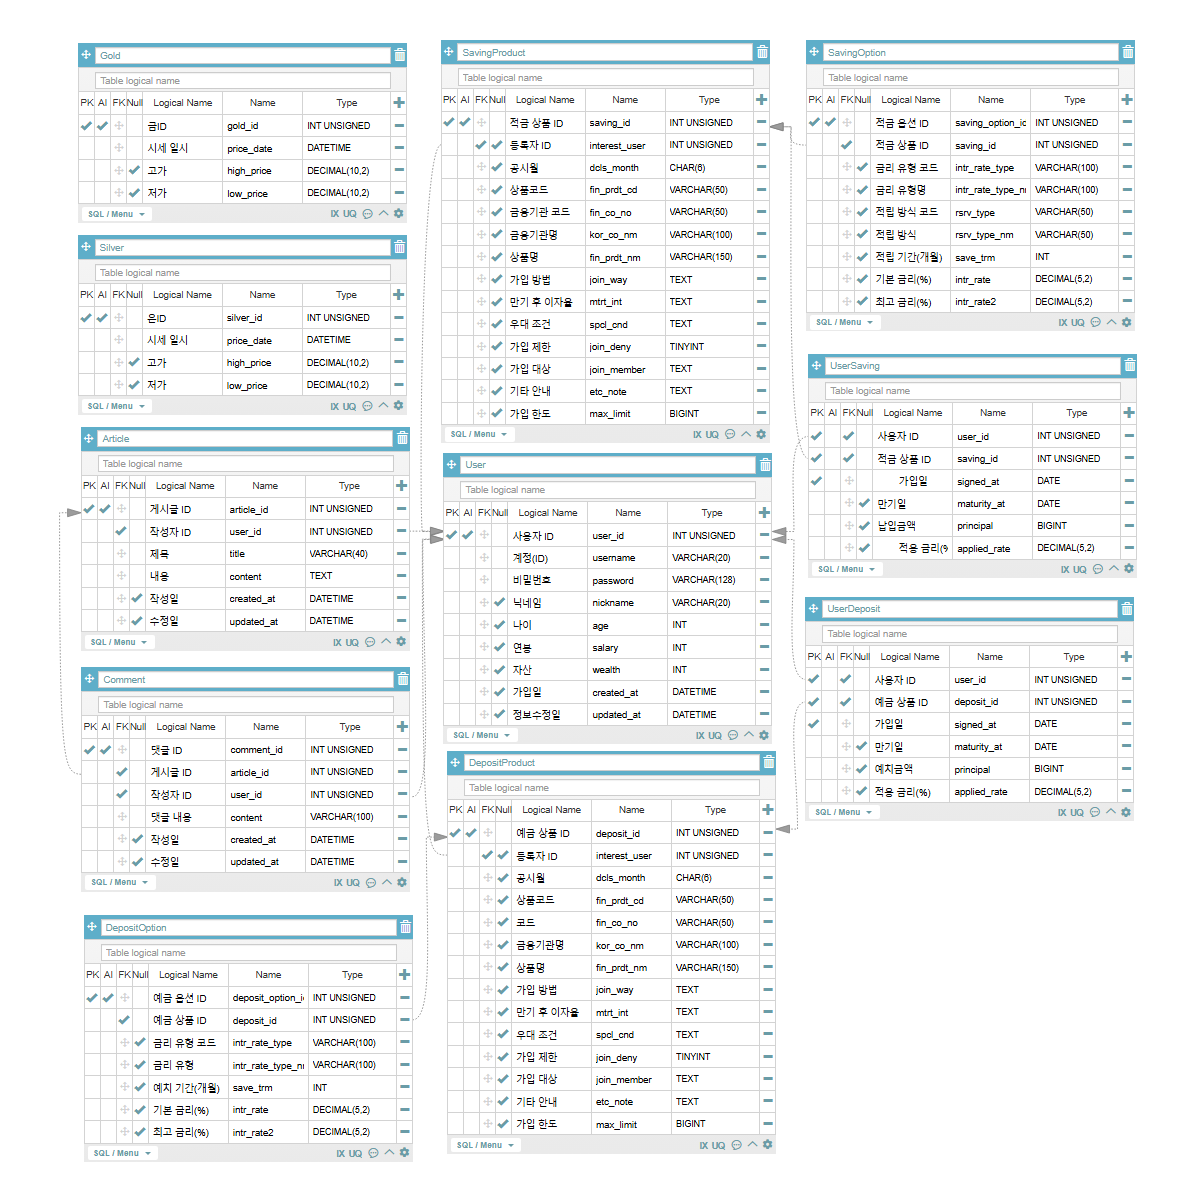 Gold
Table logical name
PK AI FK Null Logical Name Name Type
금ID gold_id INT UNSIGNED
시세 일시 price_date DATETIME
고가 high_price DECIMAL(10,2)
저가 low_price DECIMAL(10,2)
SQL / Menu IX UQ
Silver
Table logical name
PK AI FK Null Logical Name Name Type
은ID silver_id INT UNSIGNED
시세 일시 price_date DATETIME
고가 high_price DECIMAL(10,2)
저가 low_price DECIMAL(10,2)
SQL / Menu IX UQ
Article
Table logical name
PK AI FK Null Logical Name Name Type
게시글 ID article_id INT UNSIGNED
작성자 ID user_id INT UNSIGNED
제목 title VARCHAR(40)
내용 content TEXT
작성일 created_at DATETIME
수정일 updated_at DATETIME
SQL / Menu IX UQ
Comment
Table logical name
PK AI FK Null Logical Name Name Type
댓글 ID comment_id INT UNSIGNED
게시글 ID article_id INT UNSIGNED
작성자 ID user_id INT UNSIGNED
댓글 내용 content VARCHAR(100)
작성일 created_at DATETIME
수정일 updated_at DATETIME
SQL / Menu IX UQ
DepositOption
Table logical name
PK AI FK Null Logical Name Name Type
예금 옵션 ID deposit_option_i INT UNSIGNED
예금 상품 ID deposit_id INT UNSIGNED
금리 유형 코드 intr_rate_type VARCHAR(100)
금리 유형 intr_rate_type_n VARCHAR(100)
예치 기간(개월) save_trm INT
기본 금리(%) intr_rate DECIMAL(5,2)
최고 금리(%) intr_rate2 DECIMAL(5,2)
SQL / Menu IX UQ
SavingProduct
Table logical name
PK AI FK Null Logical Name Name Type
적금 상품 ID saving_id INT UNSIGNED
등록자 ID interest_user INT UNSIGNED
공시월 dcls_month CHAR(6)
상품코드 fin_prdt_cd VARCHAR(50)
금융기관 코드 fin_co_no VARCHAR(50)
금융기관명 kor_co_nm VARCHAR(100)
상품명 fin_prdt_nm VARCHAR(150)
가입 방법 join_way TEXT
만기 후 이자율 mtrt_int TEXT
우대 조건 spcl_cnd TEXT
가입 제한 join_deny TINYINT
가입 대상 join_member TEXT
기타 안내 etc_note TEXT
가입 한도 max_limit BIGINT
SQL / Menu IX UQ
User
Table logical name
PK AI FK Null Logical Name Name Type
사용자 ID user_id INT UNSIGNED
계정(ID) username VARCHAR(20)
비밀번호 password VARCHAR(128)
닉네임 nickname VARCHAR(20)
나이 age INT
연봉 salary INT
자산 wealth INT
가입일 created_at DATETIME
정보수정일 updated_at DATETIME
SQL / Menu IX UQ
DepositProduct
Table logical name
PK AI FK Null Logical Name Name Type
예금 상품 ID deposit_id INT UNSIGNED
등록자 ID interest_user INT UNSIGNED
공시월 dcls_month CHAR(6)
상품코드 fin_prdt_cd VARCHAR(50)
코드 fin_co_no VARCHAR(50)
금융기관명 kor_co_nm VARCHAR(100)
상품명 fin_prdt_nm VARCHAR(150)
가입 방법 join_way TEXT
만기 후 이자율 mtrt_int TEXT
우대 조건 spcl_cnd TEXT
가입 제한 join_deny TINYINT
가입 대상 join_member TEXT
기타 안내 etc_note TEXT
가입 한도 max_limit BIGINT
SQL / Menu IX UQ
SavingOption
Table logical name
PK AI FK Null Logical Name Name Type
적금 옵션 ID saving_option_ic INT UNSIGNED
적금 상품 ID saving_id INT UNSIGNED
금리 유형 코드 intr_rate_type VARCHAR(100)
금리 유형명 intr_rate_type_n VARCHAR(100)
적립 방식 코드 rsrv_type VARCHAR(50)
적립 방식 rsrv_type_nm VARCHAR(50)
적립 기간(개월) save_trm INT
기본 금리(%) intr_rate DECIMAL(5,2)
최고 금리(%) intr_rate2 DECIMAL(5,2)
SQL / Menu IX UQ
UserSaving
Table logical name
PK AI FK Null Logical Name Name Type
사용자 ID user_id INT UNSIGNED
적금 상품 ID saving_id INT UNSIGNED
가입일 signed_at DATE
만기일 maturity_at DATE
납입금액 principal BIGINT
적용 금리(% applied_rate DECIMAL(5,2)
SQL / Menu IX UQ
UserDeposit
Table logical name
PK AI FK Null Logical Name Name Type
사용자 ID user_id INT UNSIGNED
예금 상품 ID deposit_id INT UNSIGNED
가입일 signed_at DATE
만기일 maturity_at DATE
예치금액 principal BIGINT
적용 금리(%) applied_rate DECIMAL(5,2)
SQL / Menu IX UQ